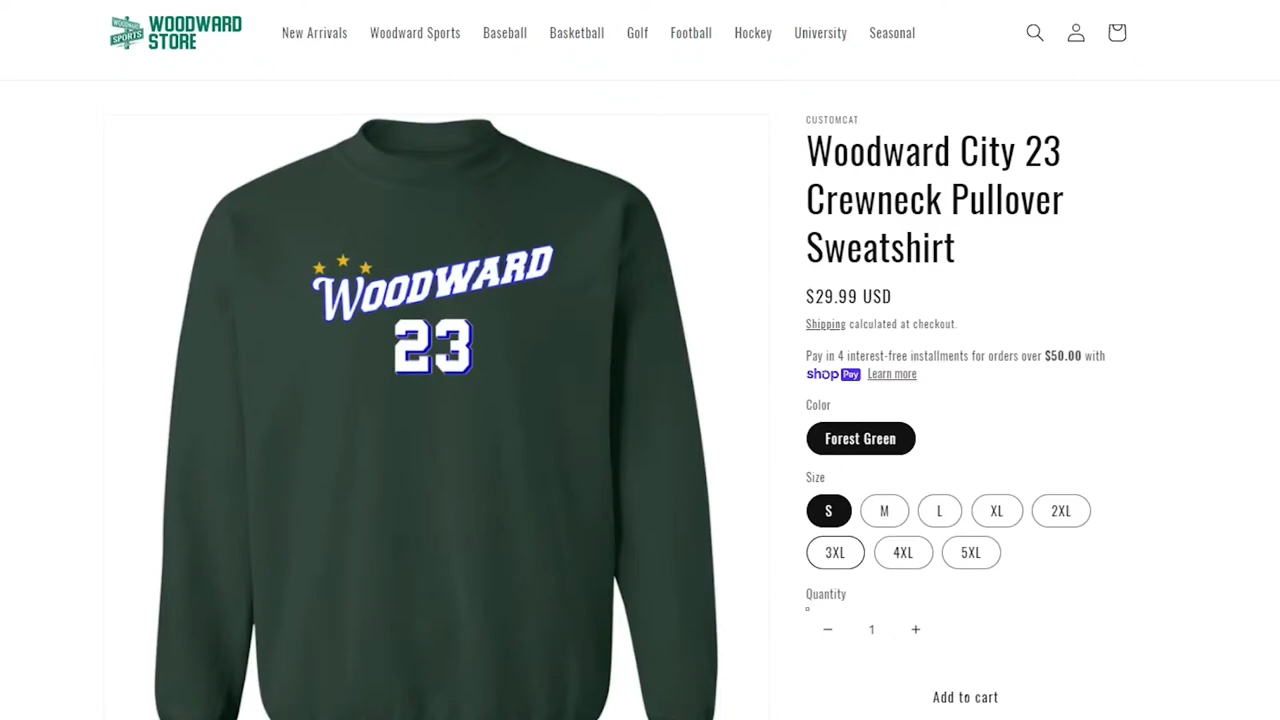 WOODWARD
SPORTS
WOODWARD
STORE
New Arrivals
Woodward Sports
Baseball
Basketball
Golf
Football
Hockey
University
Seasonal
WOODWARD
23
CUSTOMCAT
Woodward City 23
Crewneck Pullover
Sweatshirt
$29.99 USD
Shipping calculated at checkout.
Pay in 4 interest-free installments for orders over $50.00 with
shop Pay Learn more
Color
Forest Green
Size
S M L XL 2XL
3XL 4XL 5XL
Quantity
− 1 +
Add to cart